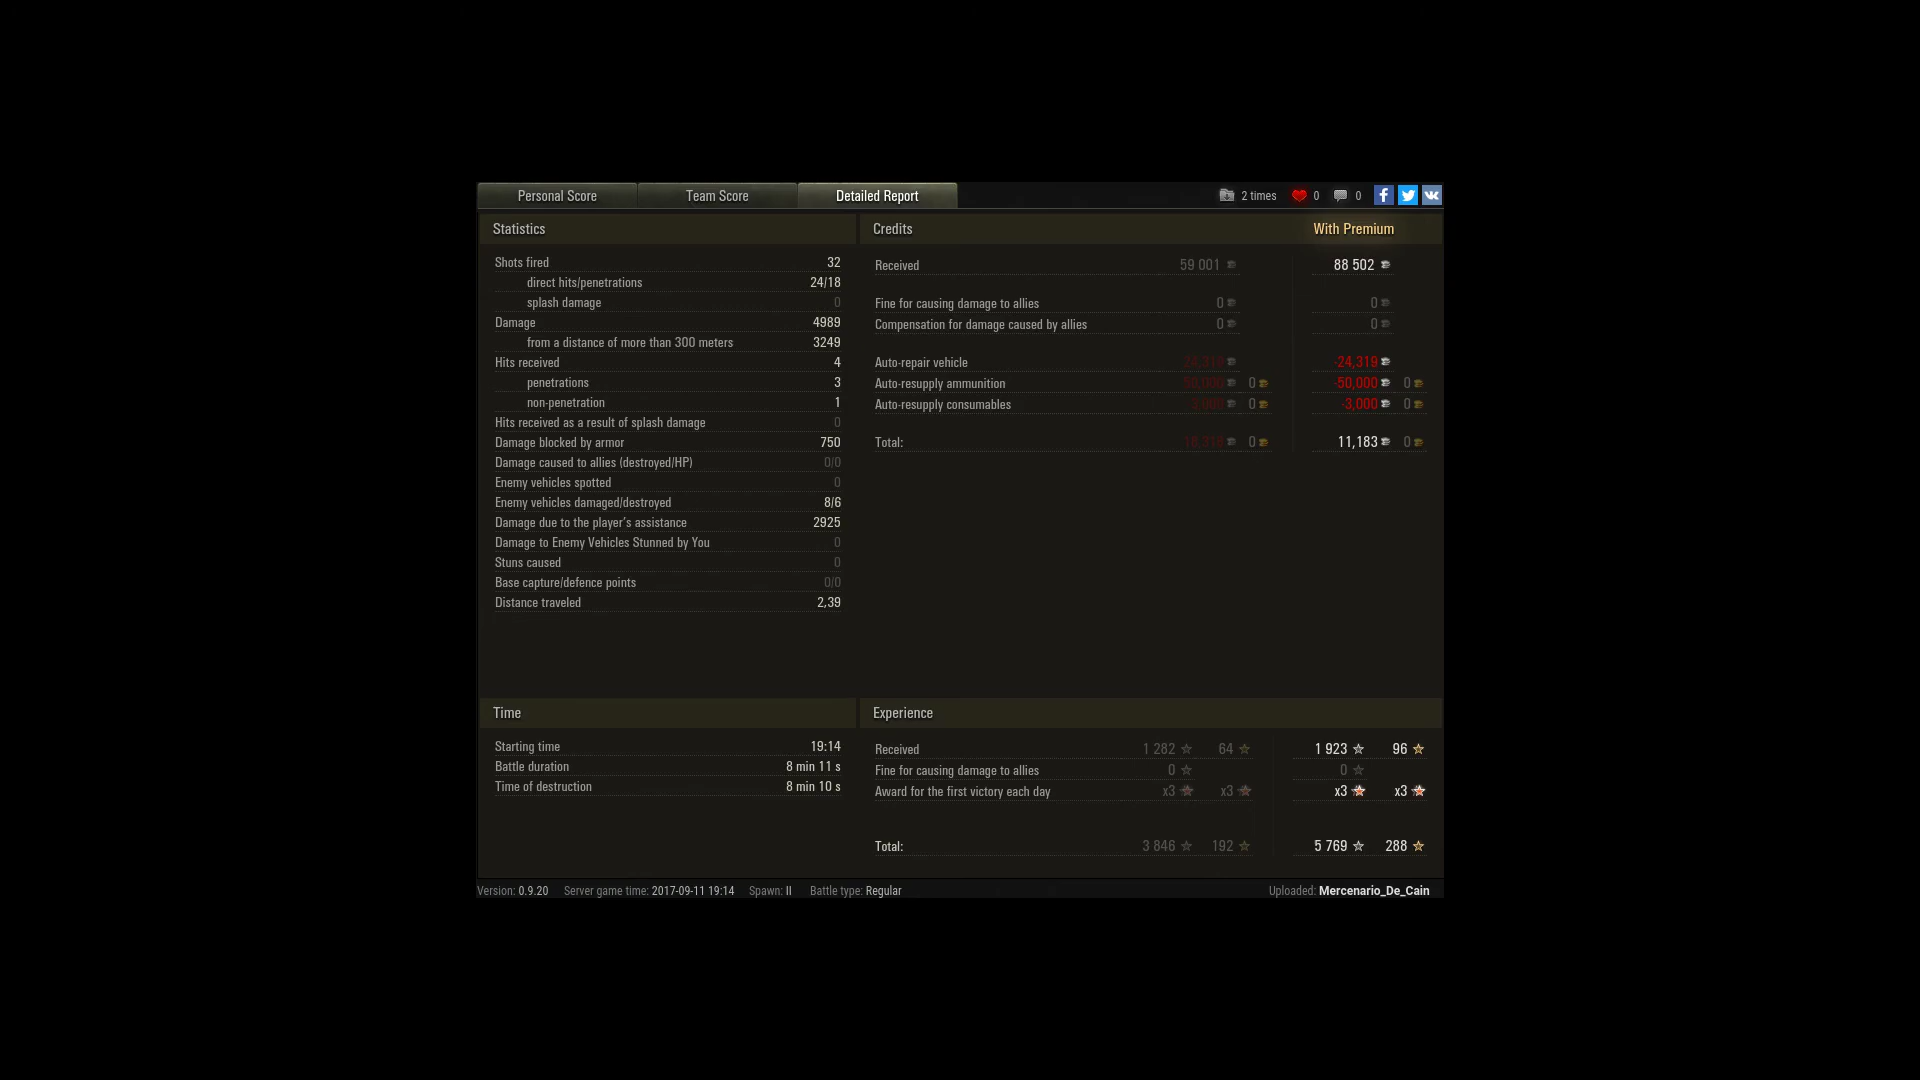 Personal Score Team Score Detailed Report 2 times 0 0
Statistics
Shots fired 32
direct hits/penetrations 24/18
splash damage 0
Damage 4989
from a distance of more than 300 meters 3249
Hits received 4
penetrations 3
non-penetration 1
Hits received as a result of splash damage 0
Damage blocked by armor 750
Damage caused to allies (destroyed/HP) 0/0
Enemy vehicles spotted 0
Enemy vehicles damaged/destroyed 8/6
Damage due to the player's assistance 2925
Damage to Enemy Vehicles Stunned by You 0
Stuns caused 0
Base capture/defence points 0/0
Distance traveled 2,39
Credits With Premium
Received 59 001 88 502
Fine for causing damage to allies 0 0
Compensation for damage caused by allies 0 0
Auto-repair vehicle -24,319
Auto-resupply ammunition 0 -50,000 0
Auto-resupply consumables 0 -3,000 0
Total: 0 11,183 0
Time
Starting time 19:14
Battle duration 8 min 11 s
Time of destruction 8 min 10 s
Experience
Received 1 282 64 1 923 96
Fine for causing damage to allies 0 0
Award for the first victory each day x3 x3 x3 x3
Total: 3 846 192 5 769 288
Version: 0.9.20 Server game time: 2017-09-11 19:14 Spawn: II Battle type: Regular Uploaded: Mercenario_De_Cain